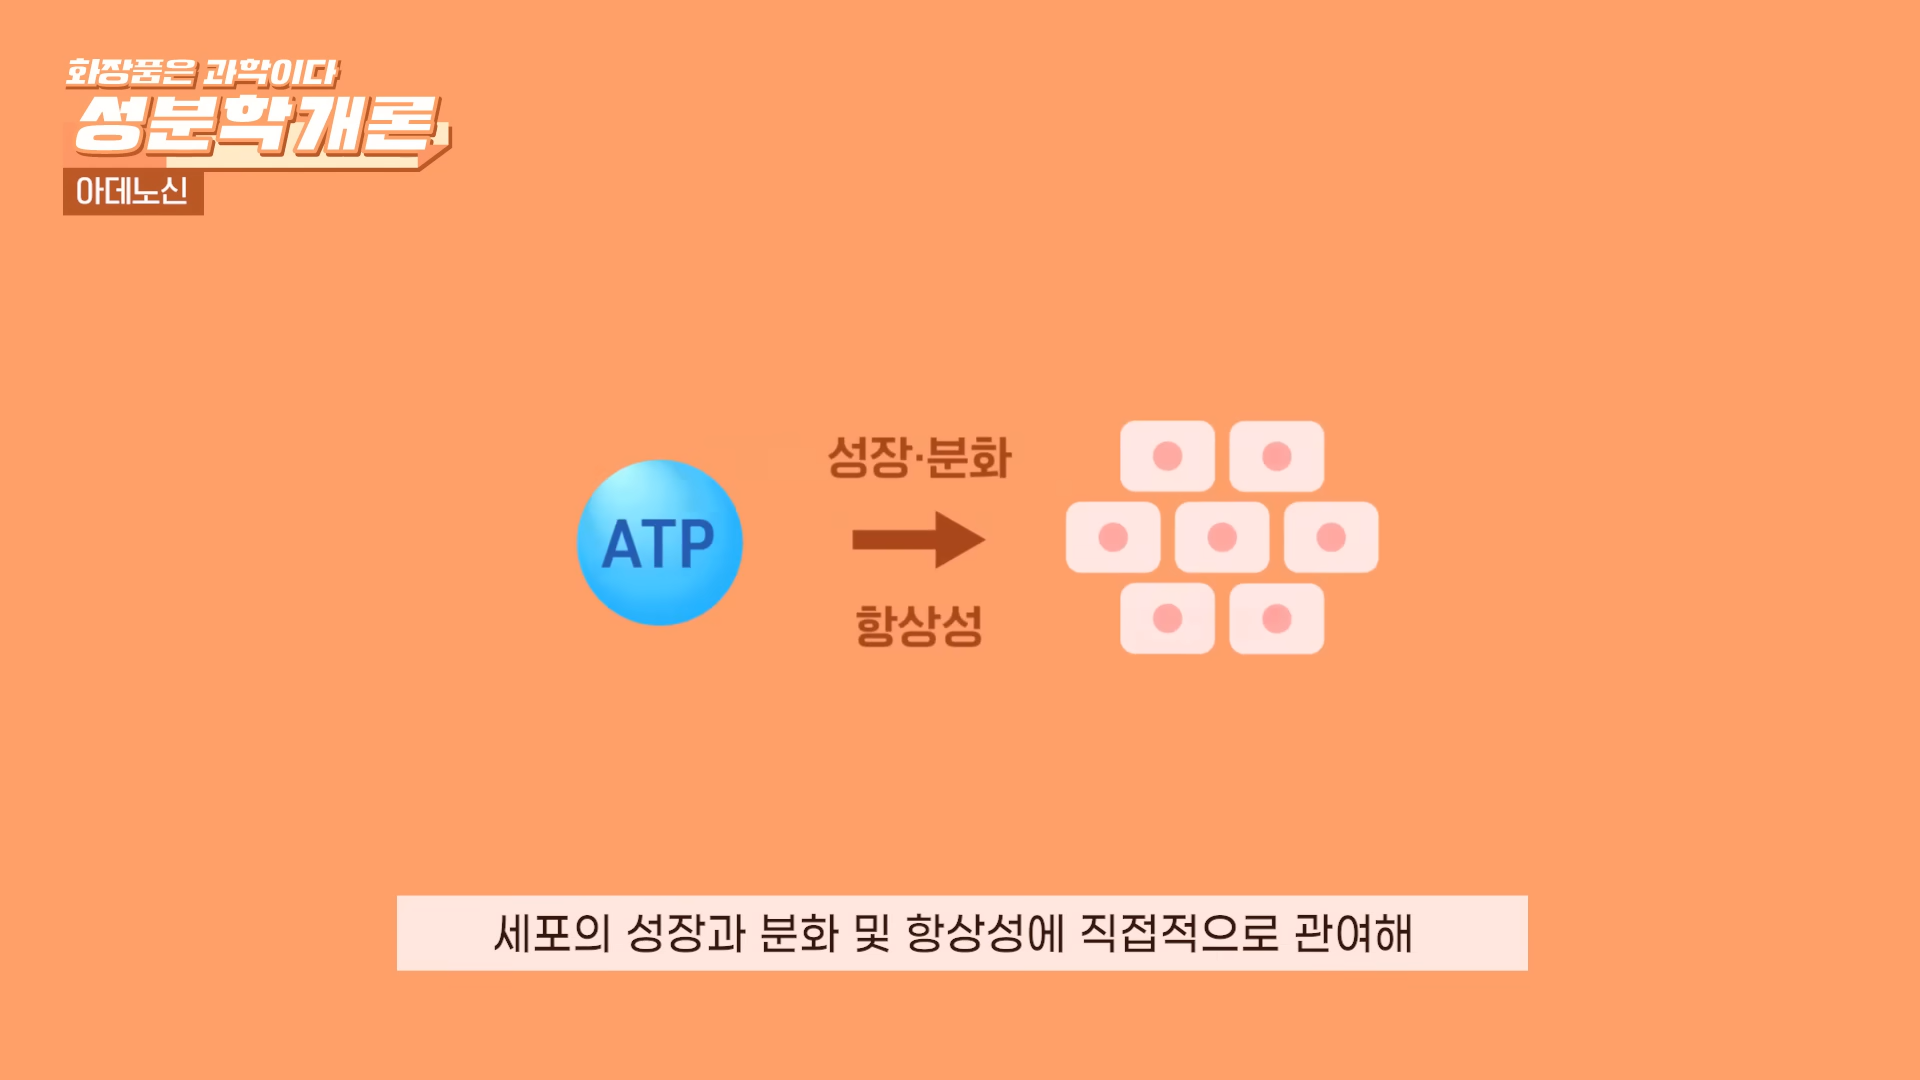 화장품은 과학이다
성분학개론
아데노신
ATP
성장·분화
항상성
세포의 성장과 분화 및 항상성에 직접적으로 관여해